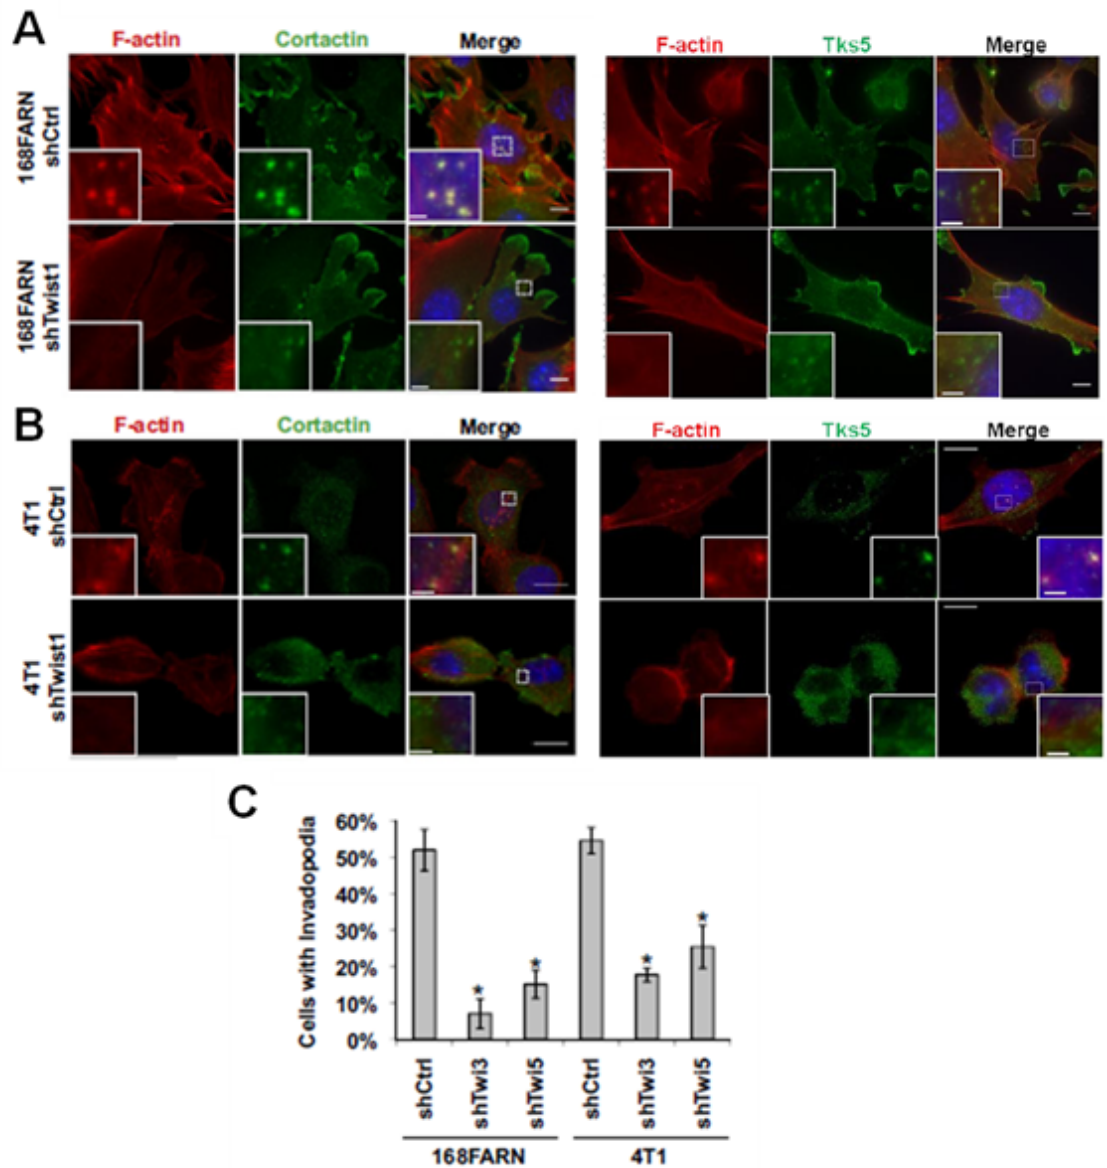 A
F-actin Cortactin Merge F-actin Tks5 Merge
168FARN
shCtrl
168FARN
shTwist1
B
F-actin Cortactin Merge F-actin Tks5 Merge
4T1
shCtrl
4T1
shTwist1
C
Cells with Invadopodia
60%
50%
40%
30%
20%
10%
0%
* * * *
shCtrl shTwi3 shTwi5 shCtrl shTwi3 shTwi5
168FARN 4T1